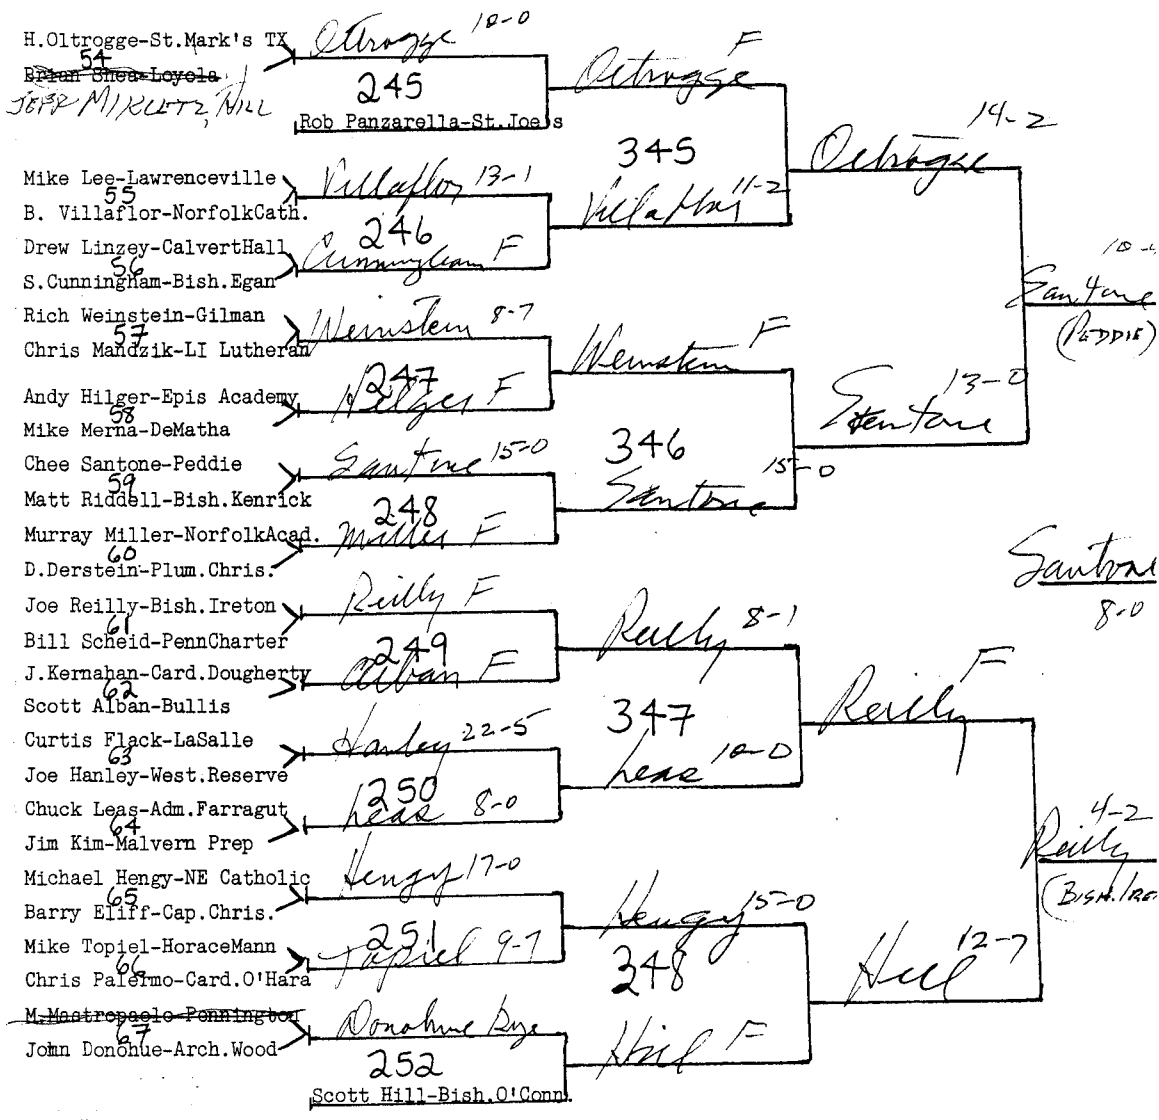 H.Oltrogge-St.Mark's TX
54
Brian Shea-Loyola
JEFF MIKLETZ, HILL
Oltrogge 10-0
245
Rob Panzarella-St.Joe's
Mike Lee-Lawrenceville
55
B. Villaflor-NorfolkCath.
Villaflor 13-1
246
Drew Linzey-CalvertHall
56
S.Cunningham-Bish.Egan
Cunningham F
Rich Weinstein-Gilman
57
Chris Mandzik-LI Lutheran
Weinstein 8-7
247
Andy Hilger-Epis Academy
58
Mike Merna-DeMatha
Hilger F
Chee Santone-Peddie
59
Matt Riddell-Bish.Kenrick
Santone 15-0
248
Murray Miller-NorfolkAcad.
60
D.Derstein-Plum.Chris.
Miller F
Joe Reilly-Bish.Ireton
61
Bill Scheid-PennCharter
Reilly F
249
J.Kernahan-Card.Dougherty
62
Scott Alban-Bullis
Alban F
Curtis Flack-LaSalle
63
Joe Hanley-West.Reserve
Hanley 22-5
250
Chuck Leas-Adm.Farragut
64
Jim Kim-Malvern Prep
Leas 8-0
Michael Hengy-NE Catholic
65
Barry Eliff-Cap.Chris.
Hengy 17-0
251
Mike Topiel-HoraceMann
66
Chris Palermo-Card.O'Hara
Topiel 9-7
M.Mastropaelo-Pennington
67
John Donohue-Arch.Wood
Donohue Bye
252
Scott Hill-Bish.O'Conn.
Oltrogge F
345
Villaflor 11-2
Weinstein F
346
Santone 15-0
Reilly 8-1
347
Leas 10-0
Hengy 15-0
348
Hill F
Oltrogge 14-2
Santone 13-0
Reilly F
Hill 12-7
Santone
(PEDDIE)
Reilly 4-2
(BISH. IRE
Santone
8-0